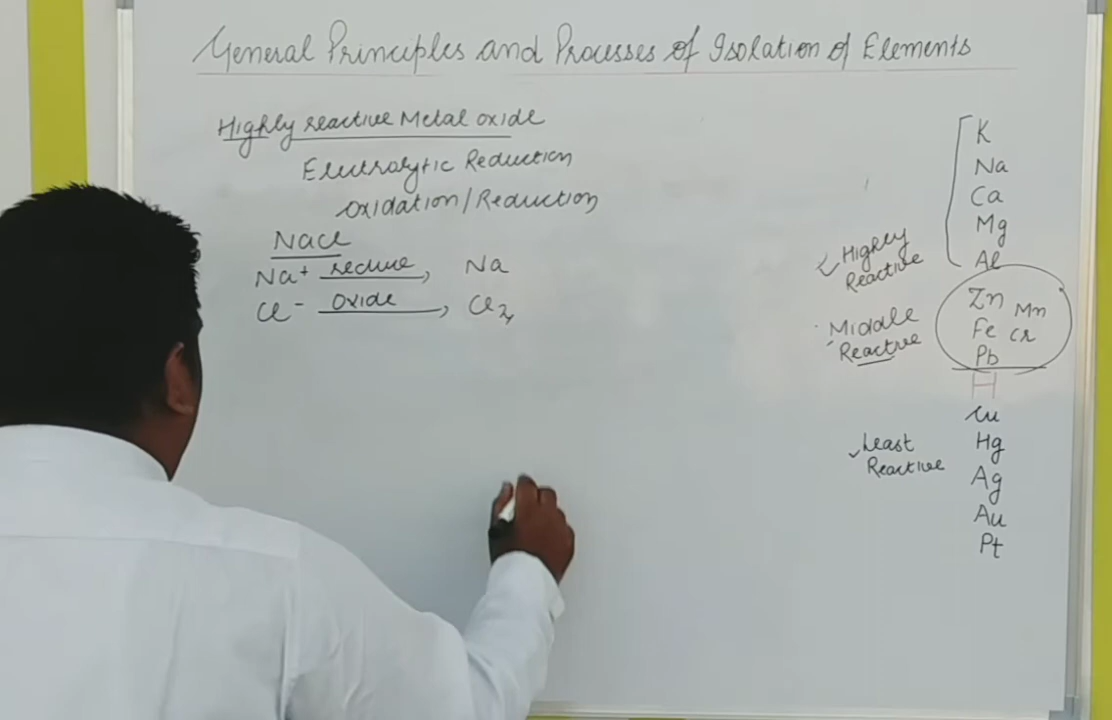 General Principles and Processes of Isolation of Elements
Highly reactive Metal oxide
Electrolytic Reduction
oxidation/Reduction
NaCl
Na+ reduce, Na
Cl- oxide, Cl2
K
Na
Ca
Mg
Al
Highly
Reactive
Zn Mn
Fe Cr
Pb
Middle
Reactive
H
Cu
Hg
Ag
Au
Pt
Least
Reactive